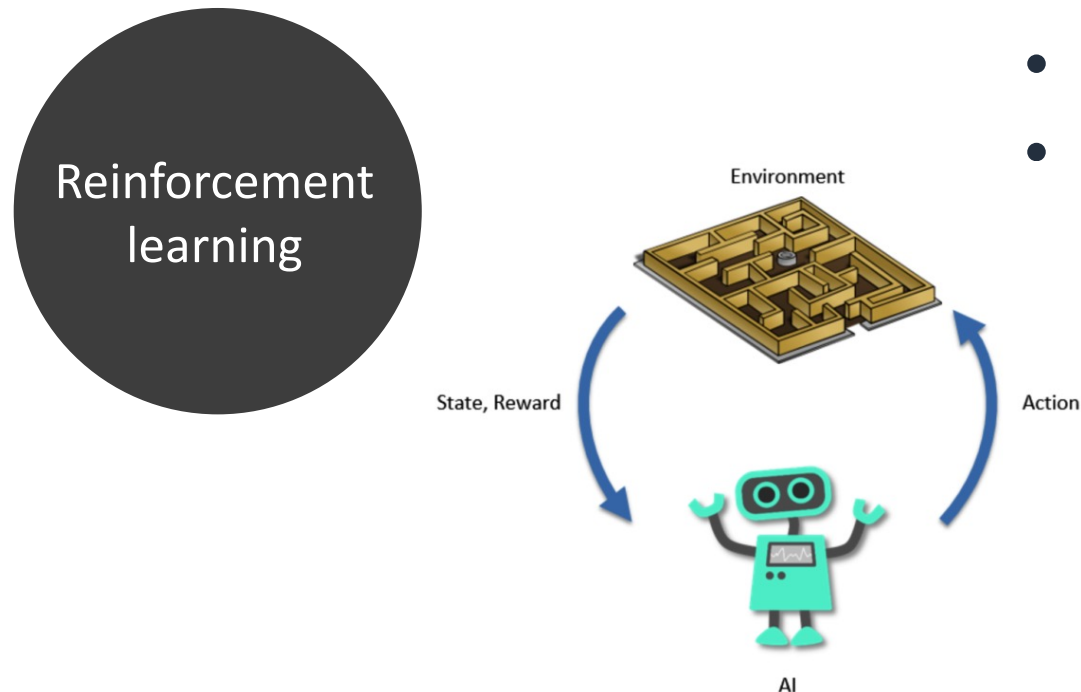 Reinforcement
learning
•
•
Environment
State, Reward
Action
AI